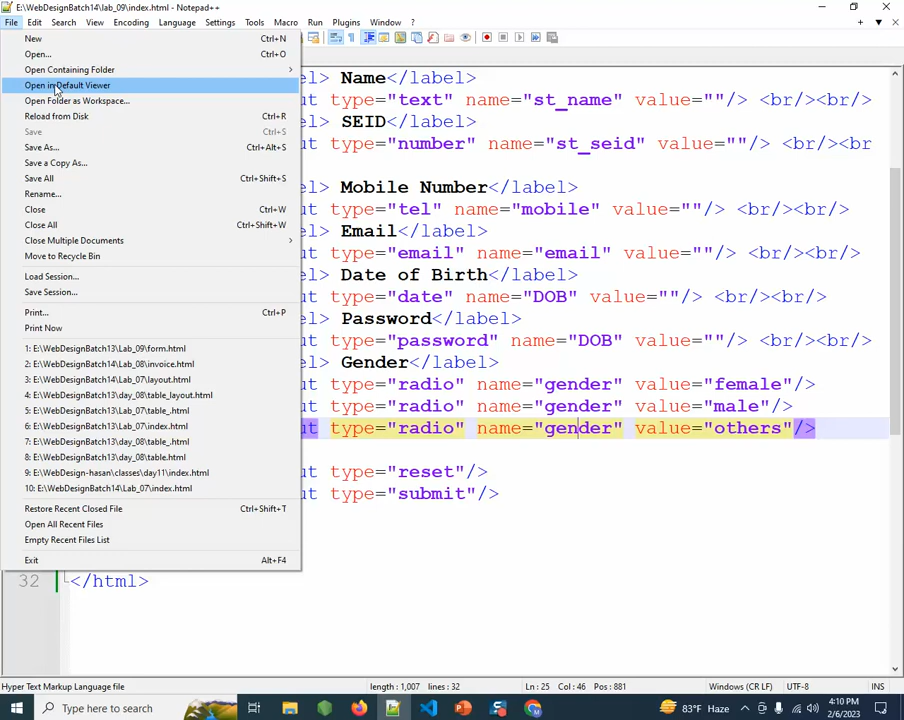 E:\WebDesignBatch14\lab_09\index.html - Notepad++
File Edit Search View Encoding Language Settings Tools Macro Run Plugins Window ?
New Ctrl+N
Open... Ctrl+O
Open Containing Folder
Open in Default Viewer
Open Folder as Workspace...
Reload from Disk Ctrl+R
Save Ctrl+S
Save As... Ctrl+Alt+S
Save a Copy As...
Save All Ctrl+Shift+S
Rename...
Close Ctrl+W
Close All Ctrl+Shift+W
Close Multiple Documents
Move to Recycle Bin
Load Session...
Save Session...
Print... Ctrl+P
Print Now
1: E:\WebDesignBatch13\Lab_09\form.html
2: E:\WebDesignBatch14\Lab_08\invoice.html
3: E:\WebDesignBatch14\Lab_07\layout.html
4: E:\WebDesignBatch13\day_08\table_layout.html
5: E:\WebDesignBatch13\day_07\table_.html
6: E:\WebDesignBatch13\Lab_07\index.html
7: E:\WebDesignBatch13\day_08\table_.html
8: E:\WebDesignBatch13\day_08\table.html
9: E:\WebDesign-hasan\classes\day11\index.html
10: E:\WebDesignBatch14\Lab_07\index.html
Restore Recent Closed File Ctrl+Shift+T
Open All Recent Files
Empty Recent Files List
Exit Alt+F4
el> Name</label>
ut type="text" name="st_name" value=""/> <br/><br/>
el> SEID</label>
ut type="number" name="st_seid" value=""/> <br/><br
el> Mobile Number</label>
ut type="tel" name="mobile" value=""/> <br/><br/>
el> Email</label>
ut type="email" name="email" value=""/> <br/><br/>
el> Date of Birth</label>
ut type="date" name="DOB" value=""/> <br/><br/>
el> Password</label>
ut type="password" name="DOB" value=""/> <br/><br/>
el> Gender</label>
ut type="radio" name="gender" value="female"/>
ut type="radio" name="gender" value="male"/>
ut type="radio" name="gender" value="others"/>
ut type="reset"/>
ut type="submit"/>
32 </html>
Hyper Text Markup Language file length : 1,007 lines : 32 Ln : 25 Col : 46 Pos : 881 Windows (CR LF) UTF-8 INS
Type here to search 83°F Haze 4:10 PM
2/6/2023